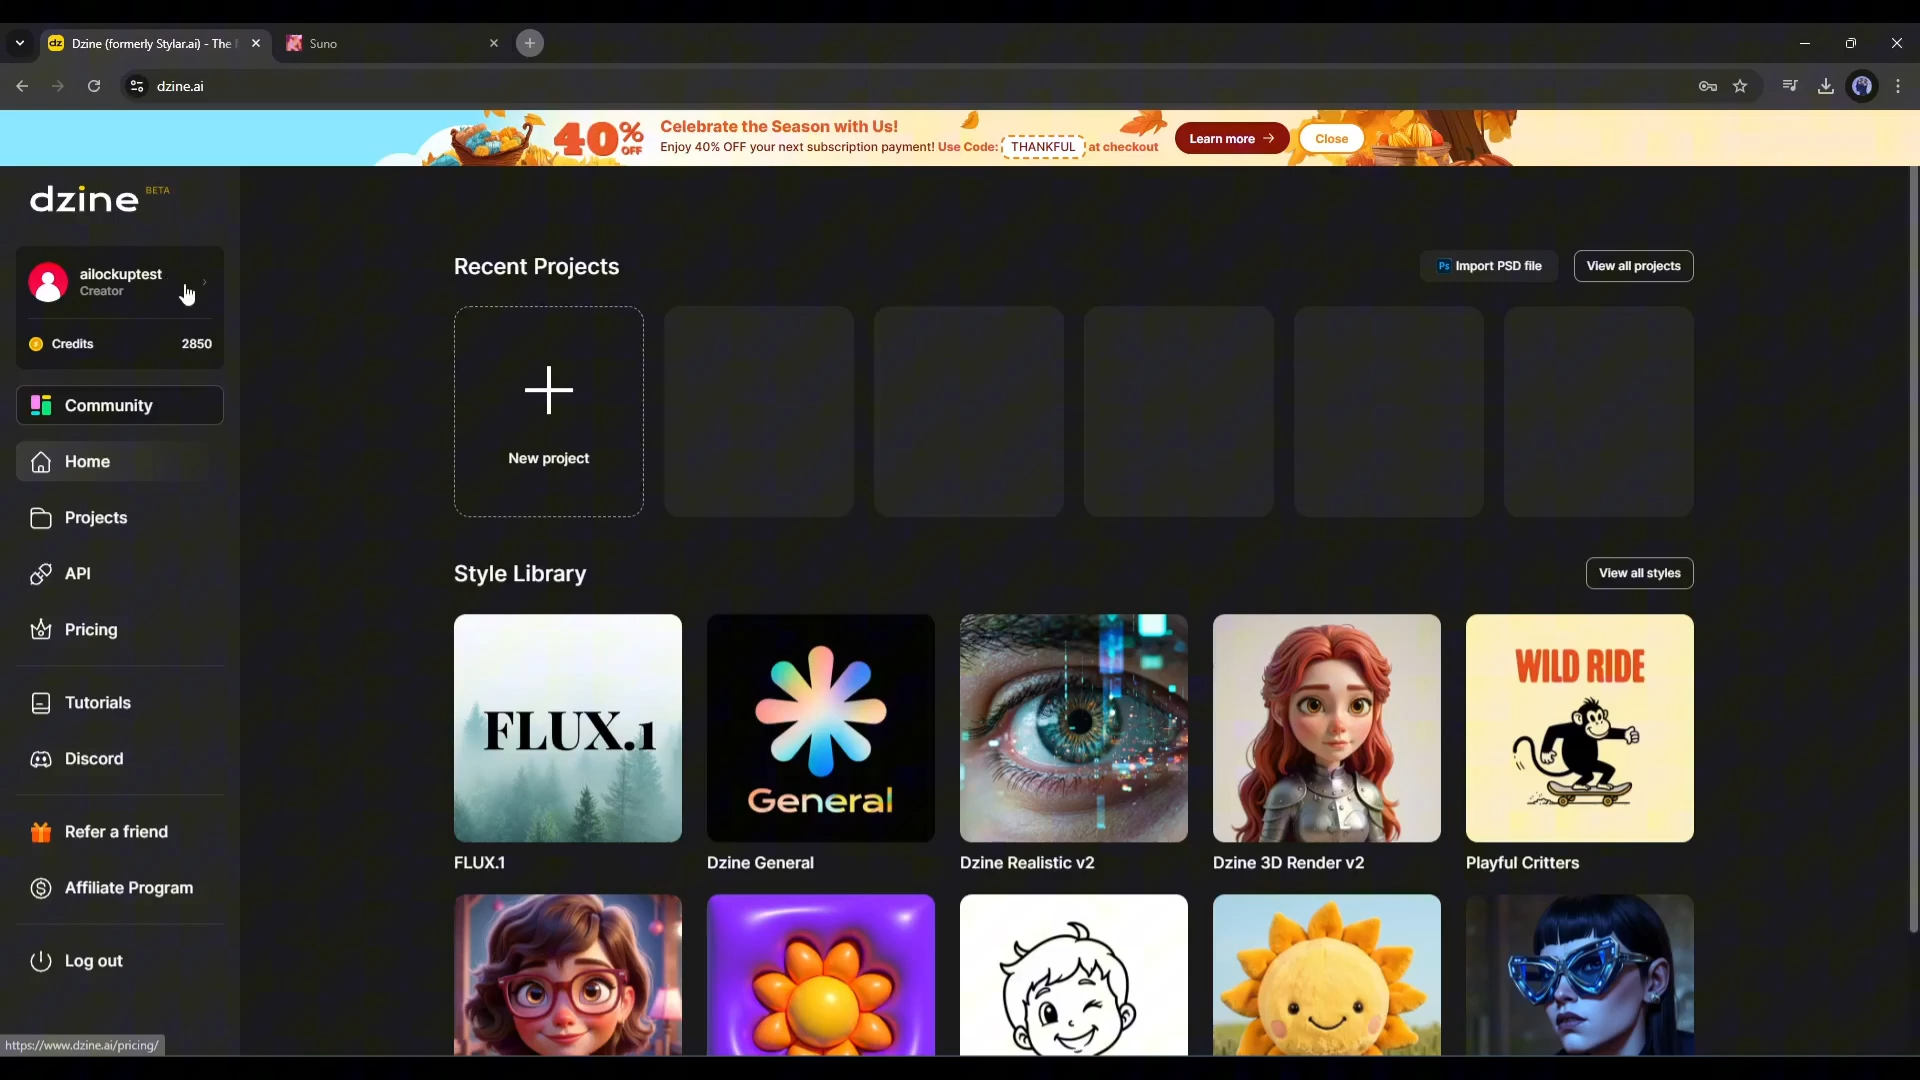 dz Dzine (formerly Stylar.ai) - The
Suno
dzine.ai
40% OFF
Celebrate the Season with Us!
Enjoy 40% OFF your next subscription payment! Use Code: THANKFUL at checkout
Learn more
Close
dzine BETA
ailockuptest
Creator
Credits 2850
Community
Home
Projects
API
Pricing
Tutorials
Discord
Refer a friend
Affiliate Program
Log out
https://www.dzine.ai/pricing/
Recent Projects
Ps Import PSD file
View all projects
New project
Style Library
View all styles
FLUX.1
General
WILD RIDE
FLUX.1
Dzine General
Dzine Realistic v2
Dzine 3D Render v2
Playful Critters